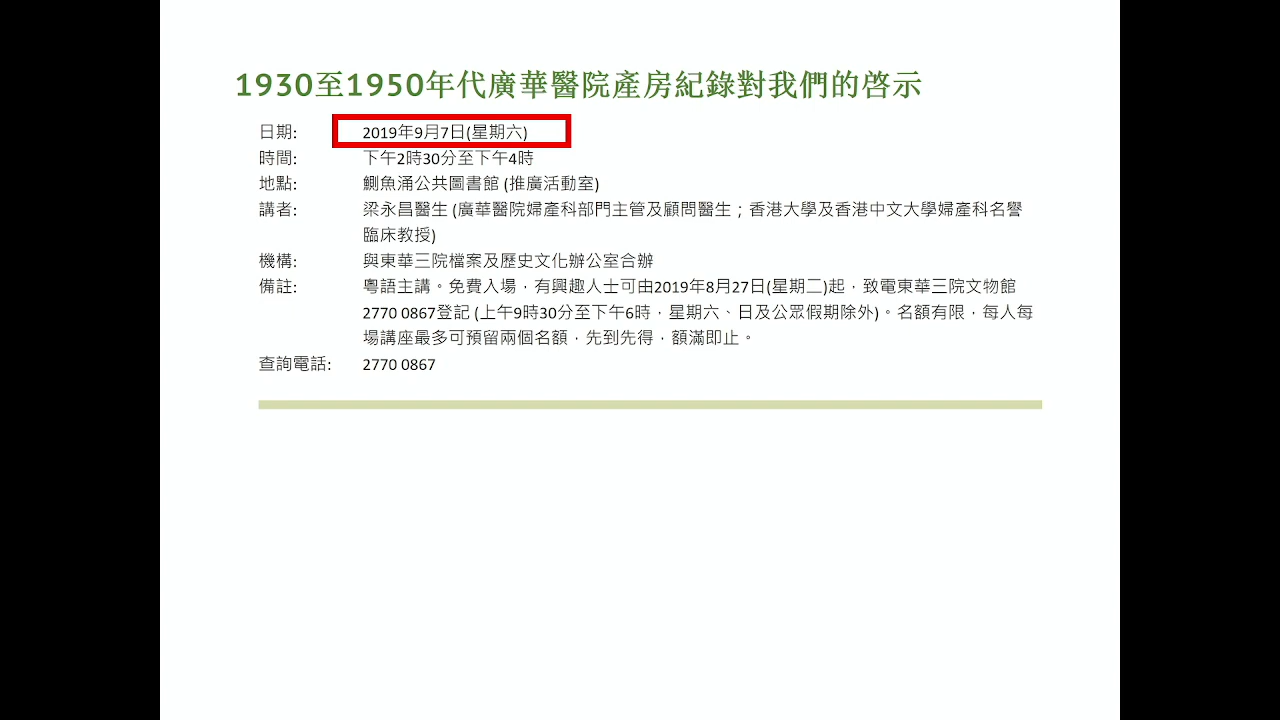 1930至1950年代廣華醫院產房紀錄對我們的啓示
日期: 2019年9月7日(星期六)
時間: 下午2時30分至下午4時
地點: 鰂魚涌公共圖書館 (推廣活動室)
講者: 梁永昌醫生 (廣華醫院婦產科部門主管及顧問醫生；香港大學及香港中文大學婦產科名譽
臨床教授)
機構: 與東華三院檔案及歷史文化辦公室合辦
備註: 粵語主講。免費入場，有興趣人士可由2019年8月27日(星期二)起，致電東華三院文物館
2770 0867登記 (上午9時30分至下午6時，星期六、日及公眾假期除外)。名額有限，每人每
場講座最多可預留兩個名額，先到先得，額滿即止。
查詢電話: 2770 0867